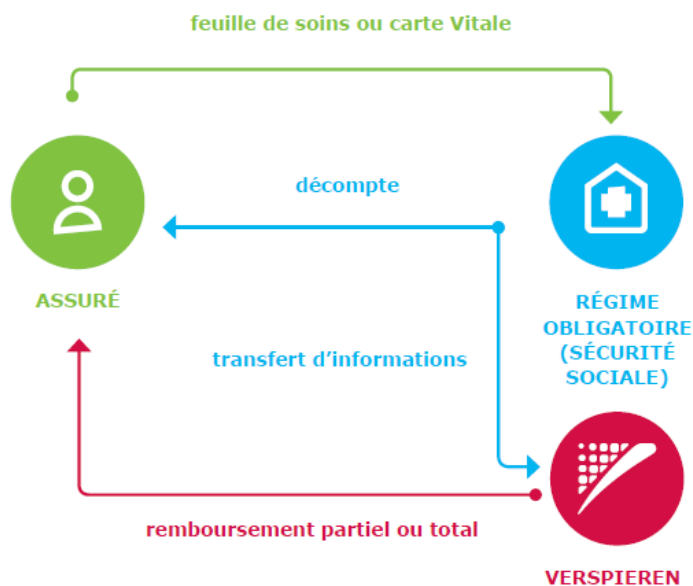 feuille de soins ou carte Vitale
décompte
ASSURÉ
RÉGIME
OBLIGATOIRE
(SÉCURITÉ
SOCIALE)
transfert d’informations
remboursement partiel ou total
VERSPIEREN